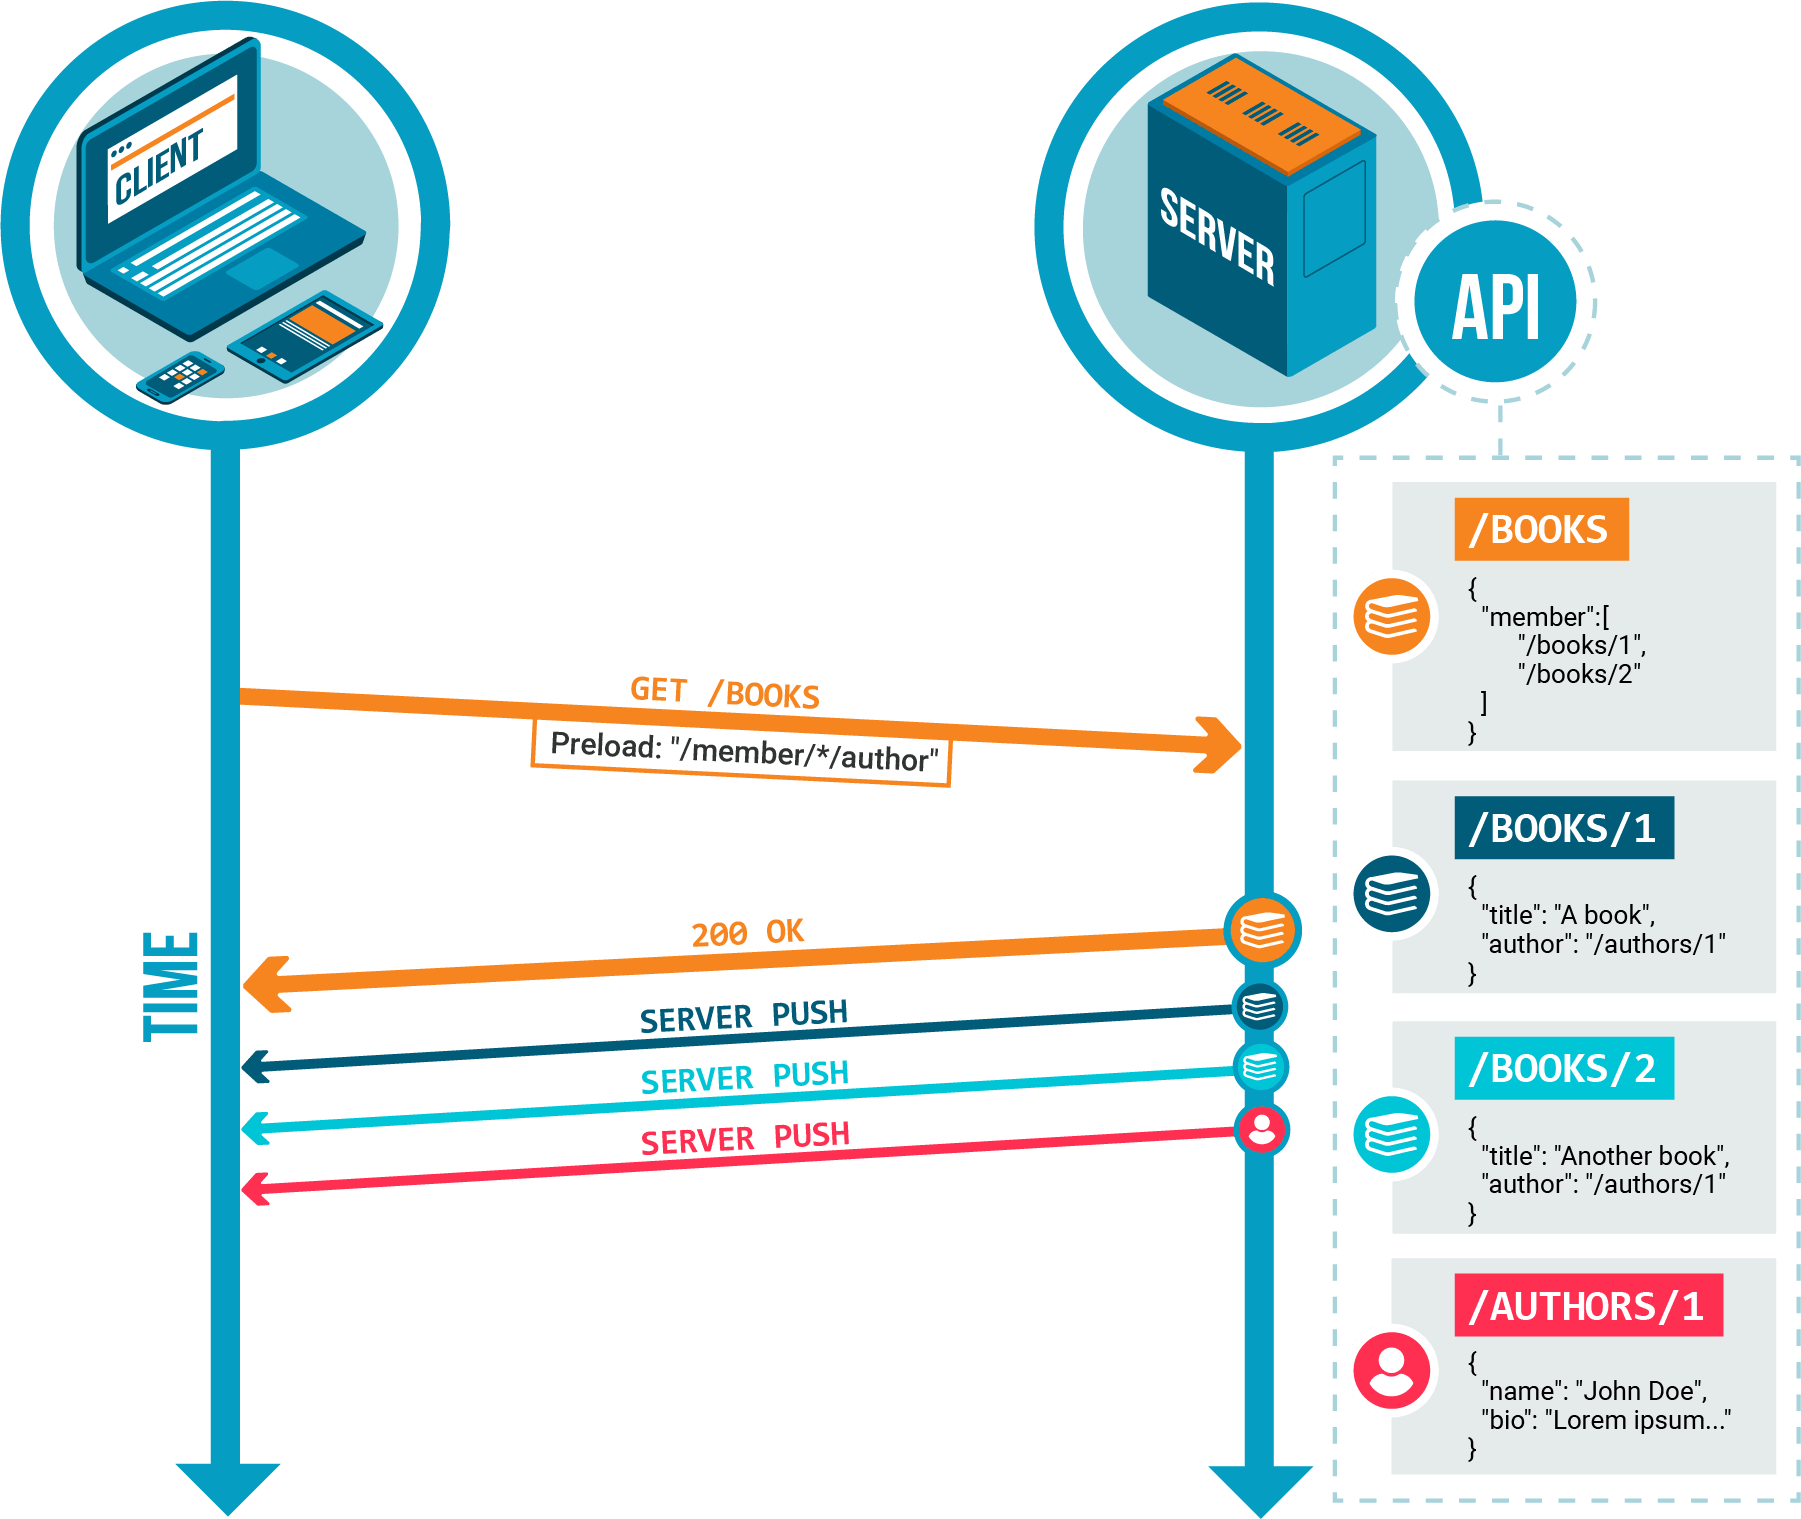 CLIENT
SERVER
API
GET /BOOKS
Preload: "/member/*/author"
200 OK
SERVER PUSH
SERVER PUSH
SERVER PUSH
TIME
/BOOKS
{
"member":[
"/books/1",
"/books/2"
]
}
/BOOKS/1
{
"title": "A book",
"author": "/authors/1"
}
/BOOKS/2
{
"title": "Another book",
"author": "/authors/1"
}
/AUTHORS/1
{
"name": "John Doe",
"bio": "Lorem ipsum..."
}